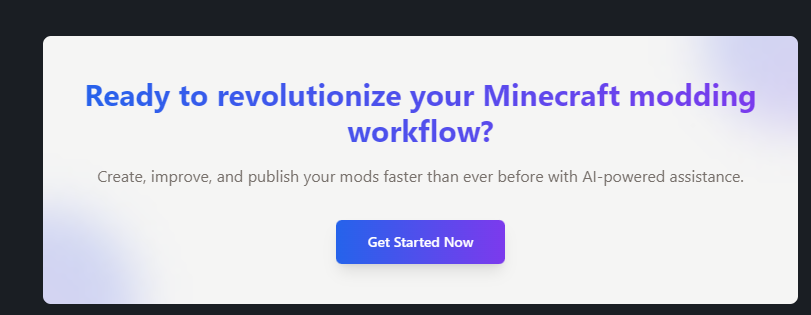 Ready to revolutionize your Minecraft modding
workflow?
Create, improve, and publish your mods faster than ever before with AI-powered assistance.
Get Started Now